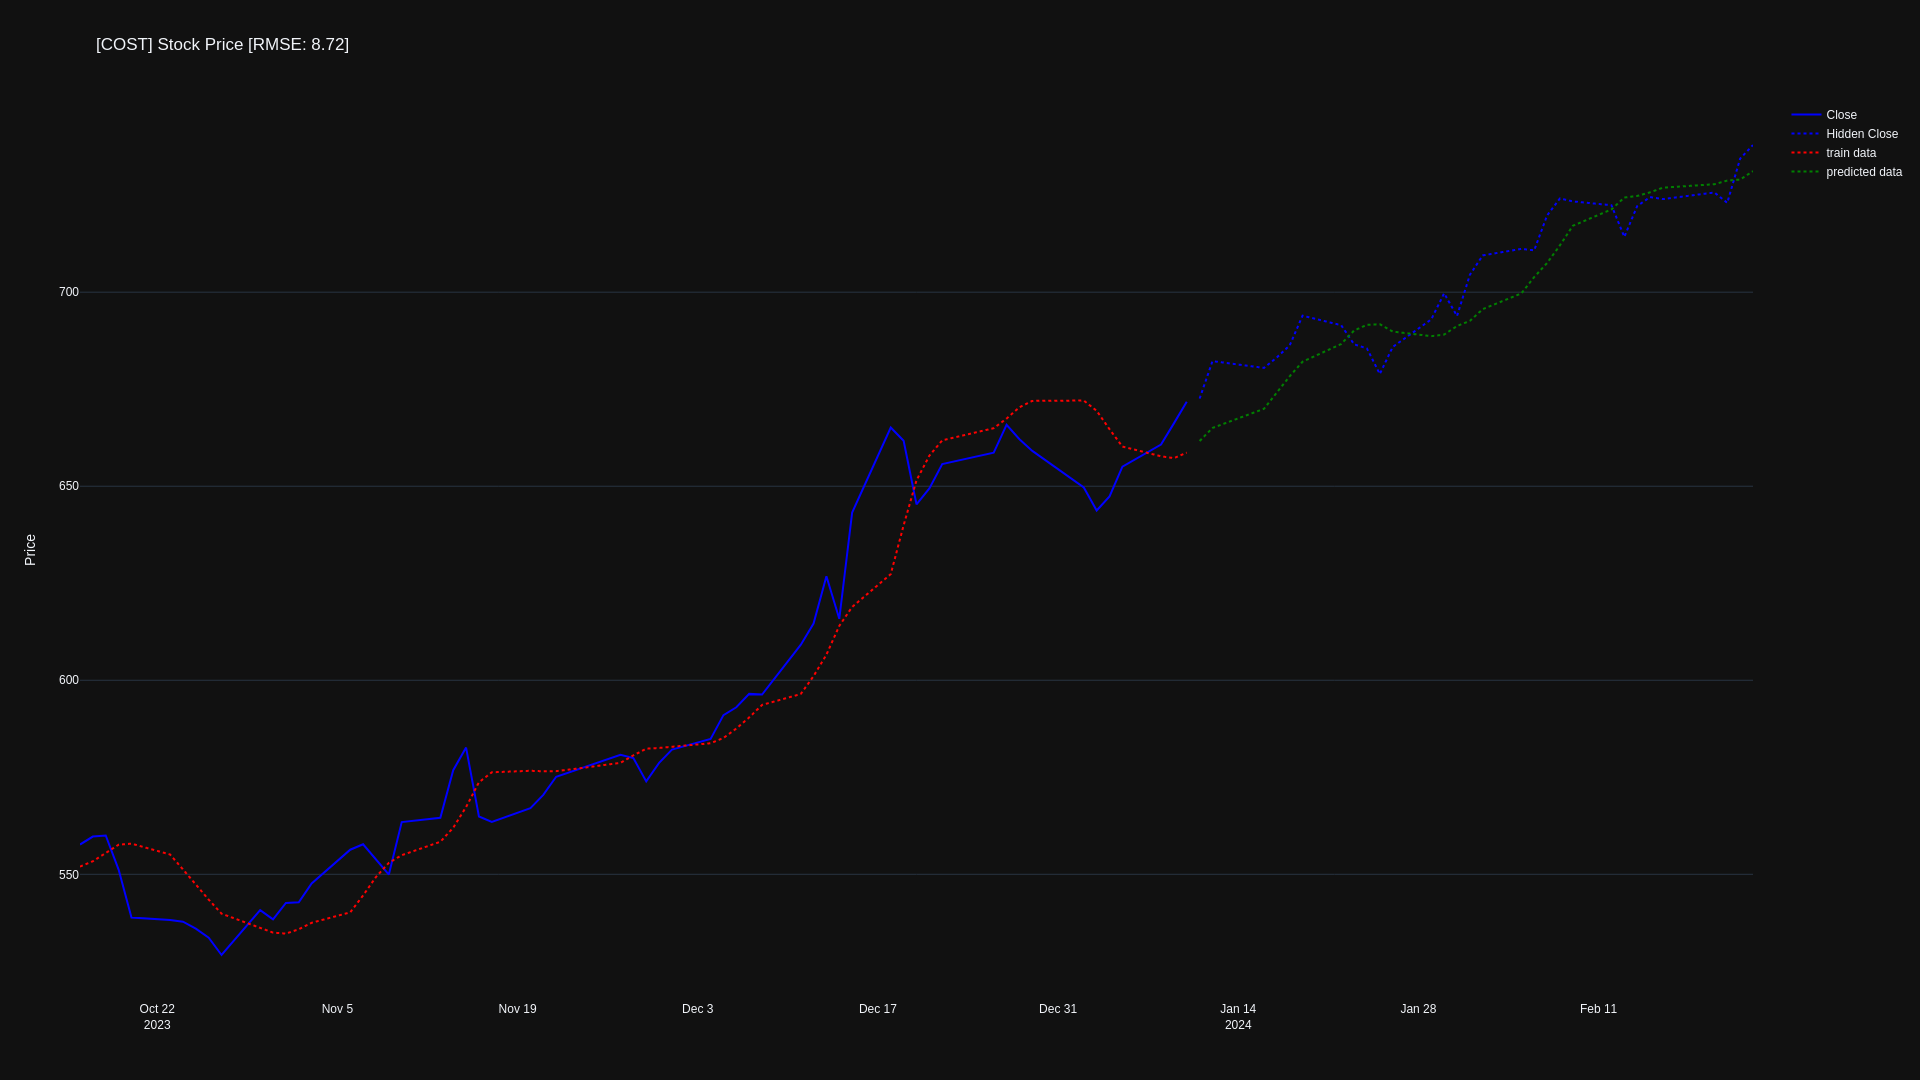 [COST] Stock Price [RMSE: 8.72]
Close
Hidden Close
train data
predicted data
700
650
600
550
Price
Oct 22
2023
Nov 5
Nov 19
Dec 3
Dec 17
Dec 31
Jan 14
2024
Jan 28
Feb 11